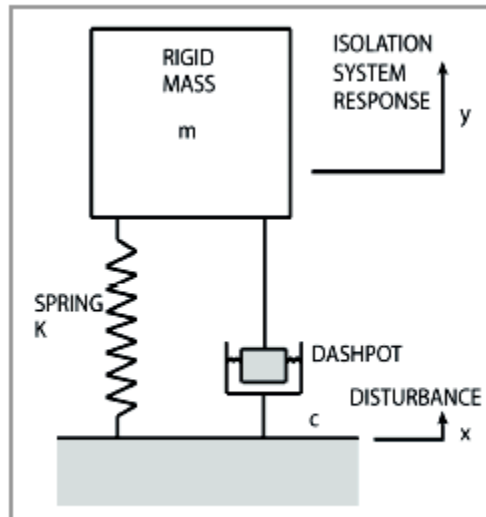 RIGID
MASS
m
ISOLATION
SYSTEM
RESPONSE
y
SPRING
K
DASHPOT
DISTURBANCE
c
x